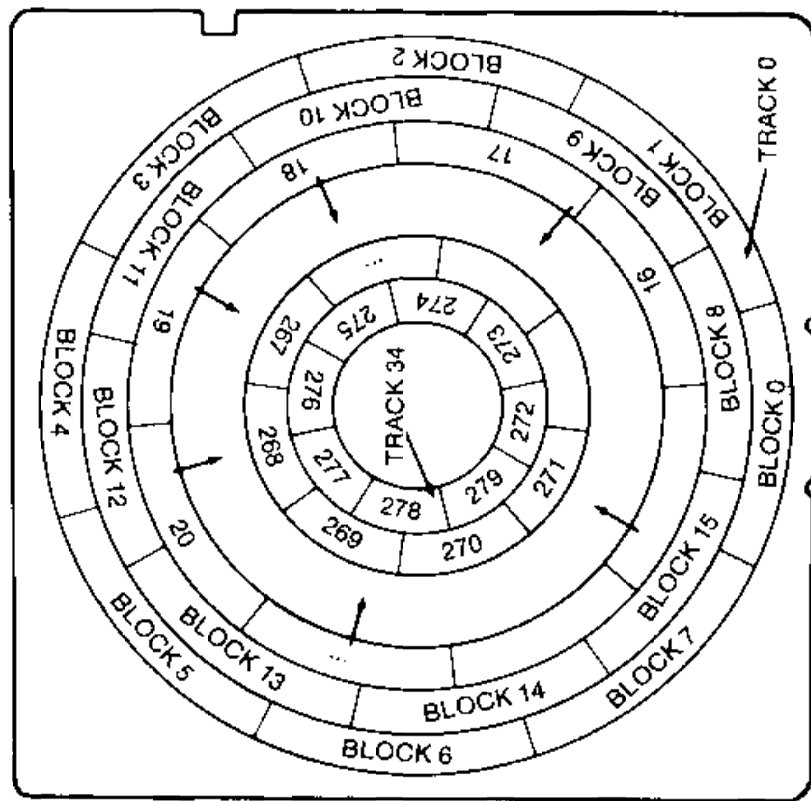 BLOCK 0
BLOCK 1
BLOCK 2
BLOCK 3
BLOCK 4
BLOCK 5
BLOCK 6
BLOCK 7
TRACK 0
BLOCK 8
BLOCK 9
BLOCK 10
BLOCK 11
BLOCK 12
BLOCK 13
BLOCK 14
BLOCK 15
16
17
18
19
20
...
...
267
268
269
270
271
272
273
274
275
276
277
278
279
TRACK 34